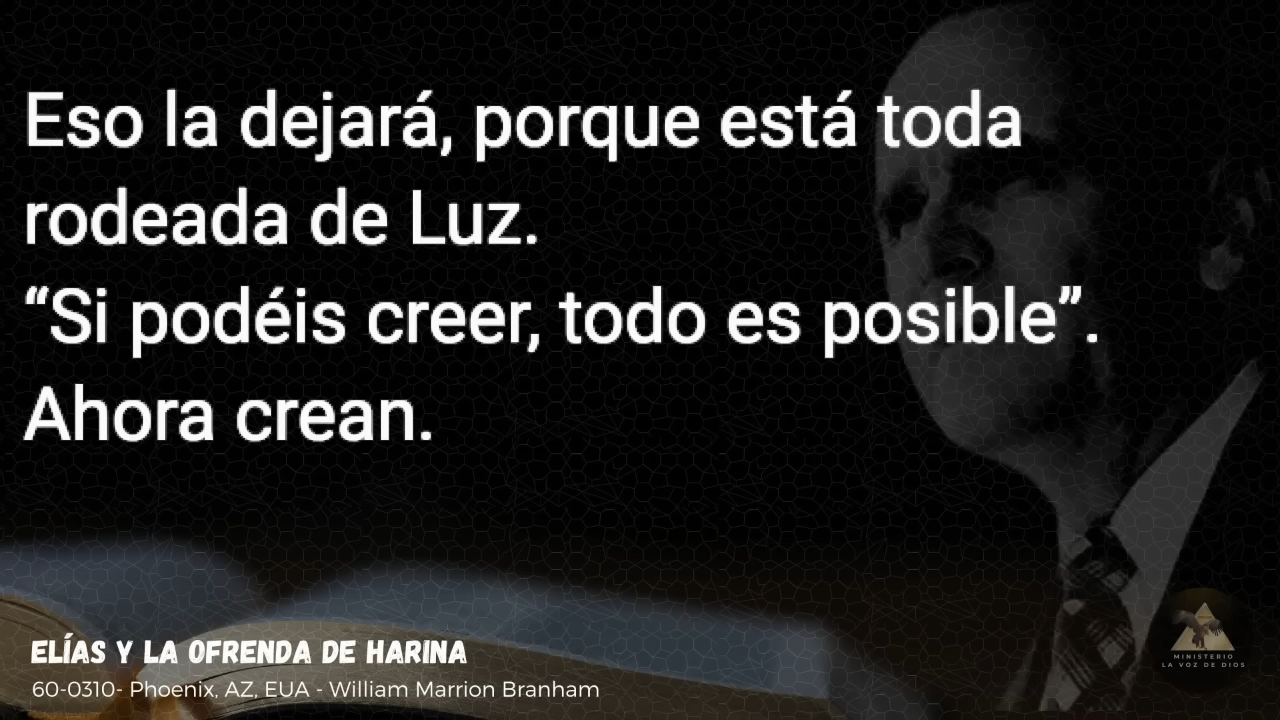 Eso la dejará, porque está toda
rodeada de Luz.
“Si podéis creer, todo es posible”.
Ahora crean.
ELÍAS Y LA OFRENDA DE HARINA
60-0310- Phoenix, AZ, EUA - William Marrion Branham
MINISTERIO
LA VOZ DE DIOS